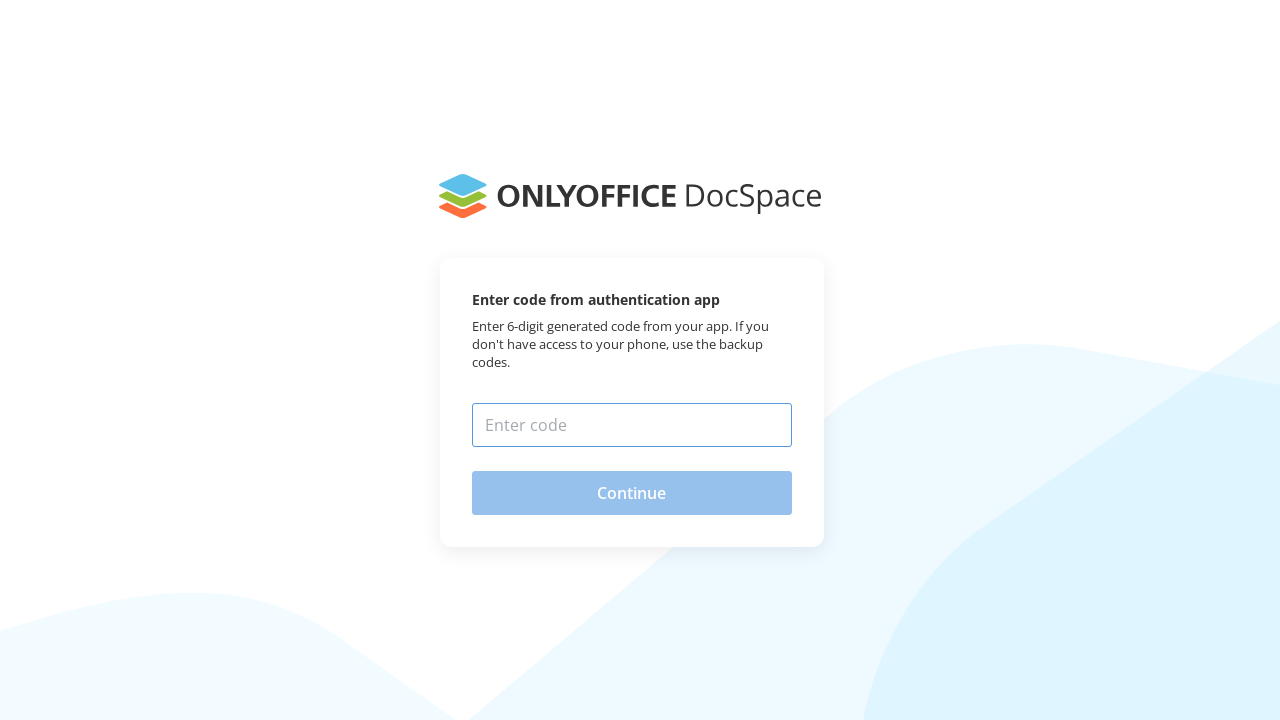 ONLYOFFICE DocSpace
Enter code from authentication app
Enter 6-digit generated code from your app. If you
don't have access to your phone, use the backup
codes.
Enter code
Continue